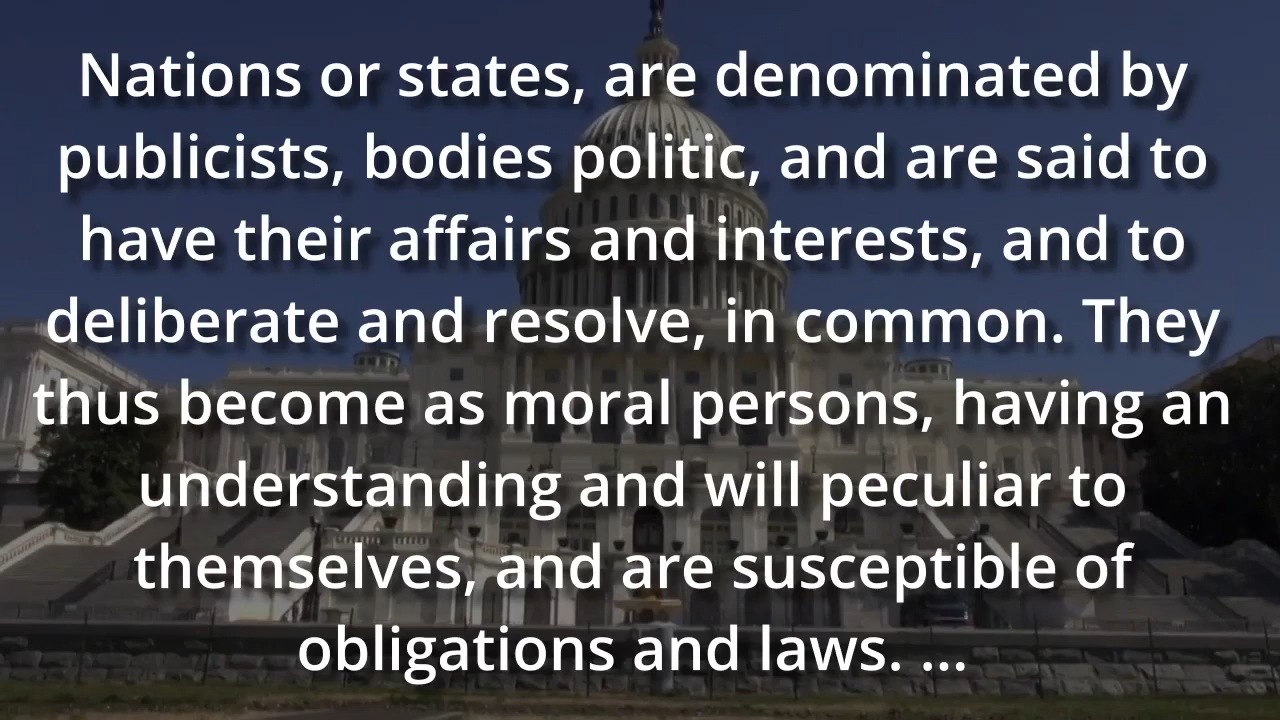 Nations or states, are denominated by
publicists, bodies politic, and are said to
have their affairs and interests, and to
deliberate and resolve, in common. They
thus become as moral persons, having an
understanding and will peculiar to
themselves, and are susceptible of
obligations and laws. ...